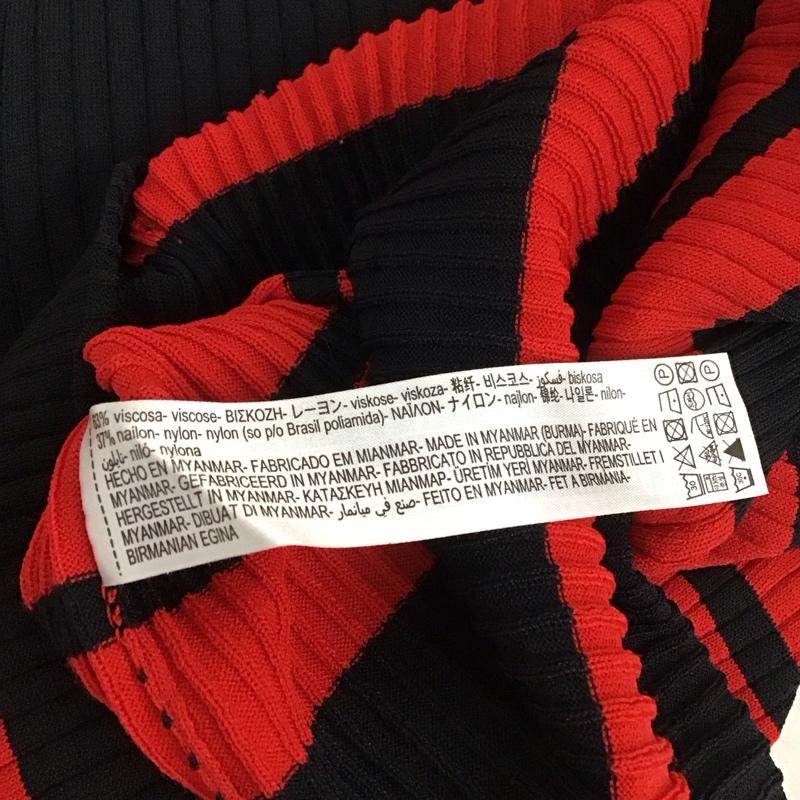 63% viscosa- viscose- ΒΙΣΚΟΖΗ- レーヨン- viskose- viskoza- 粘纤- 비스코스- فسكوز- biskosa
37% nailon- nylon- nylon (so p/o Brasil poliamida)- ΝΑΪΛΟΝ- ナイロン- najlon- 锦纶- 나일론- nilon-
نايلون- niló- nylona
HECHO EN MYANMAR- FABRICADO EM MIANMAR- MADE IN MYANMAR (BURMA)- FABRIQUÉ EN
MYANMAR- GEFABRICEERD IN MYANMAR- FABBRICATO IN REPUBBLICA DEL MYANMAR-
HERGESTELLT IN MYANMAR- ΚΑΤΑΣΚΕΥΗ ΜΙΑΝΜΑΡ- ÜRETİM YERİ MYANMAR- FREMSTILLET I
MYANMAR- DIBUAT DI MYANMAR- صنع في ميانمار- FEITO EN MYANMAR- FET A BIRMÀNIA-
BIRMANIAN EGINA